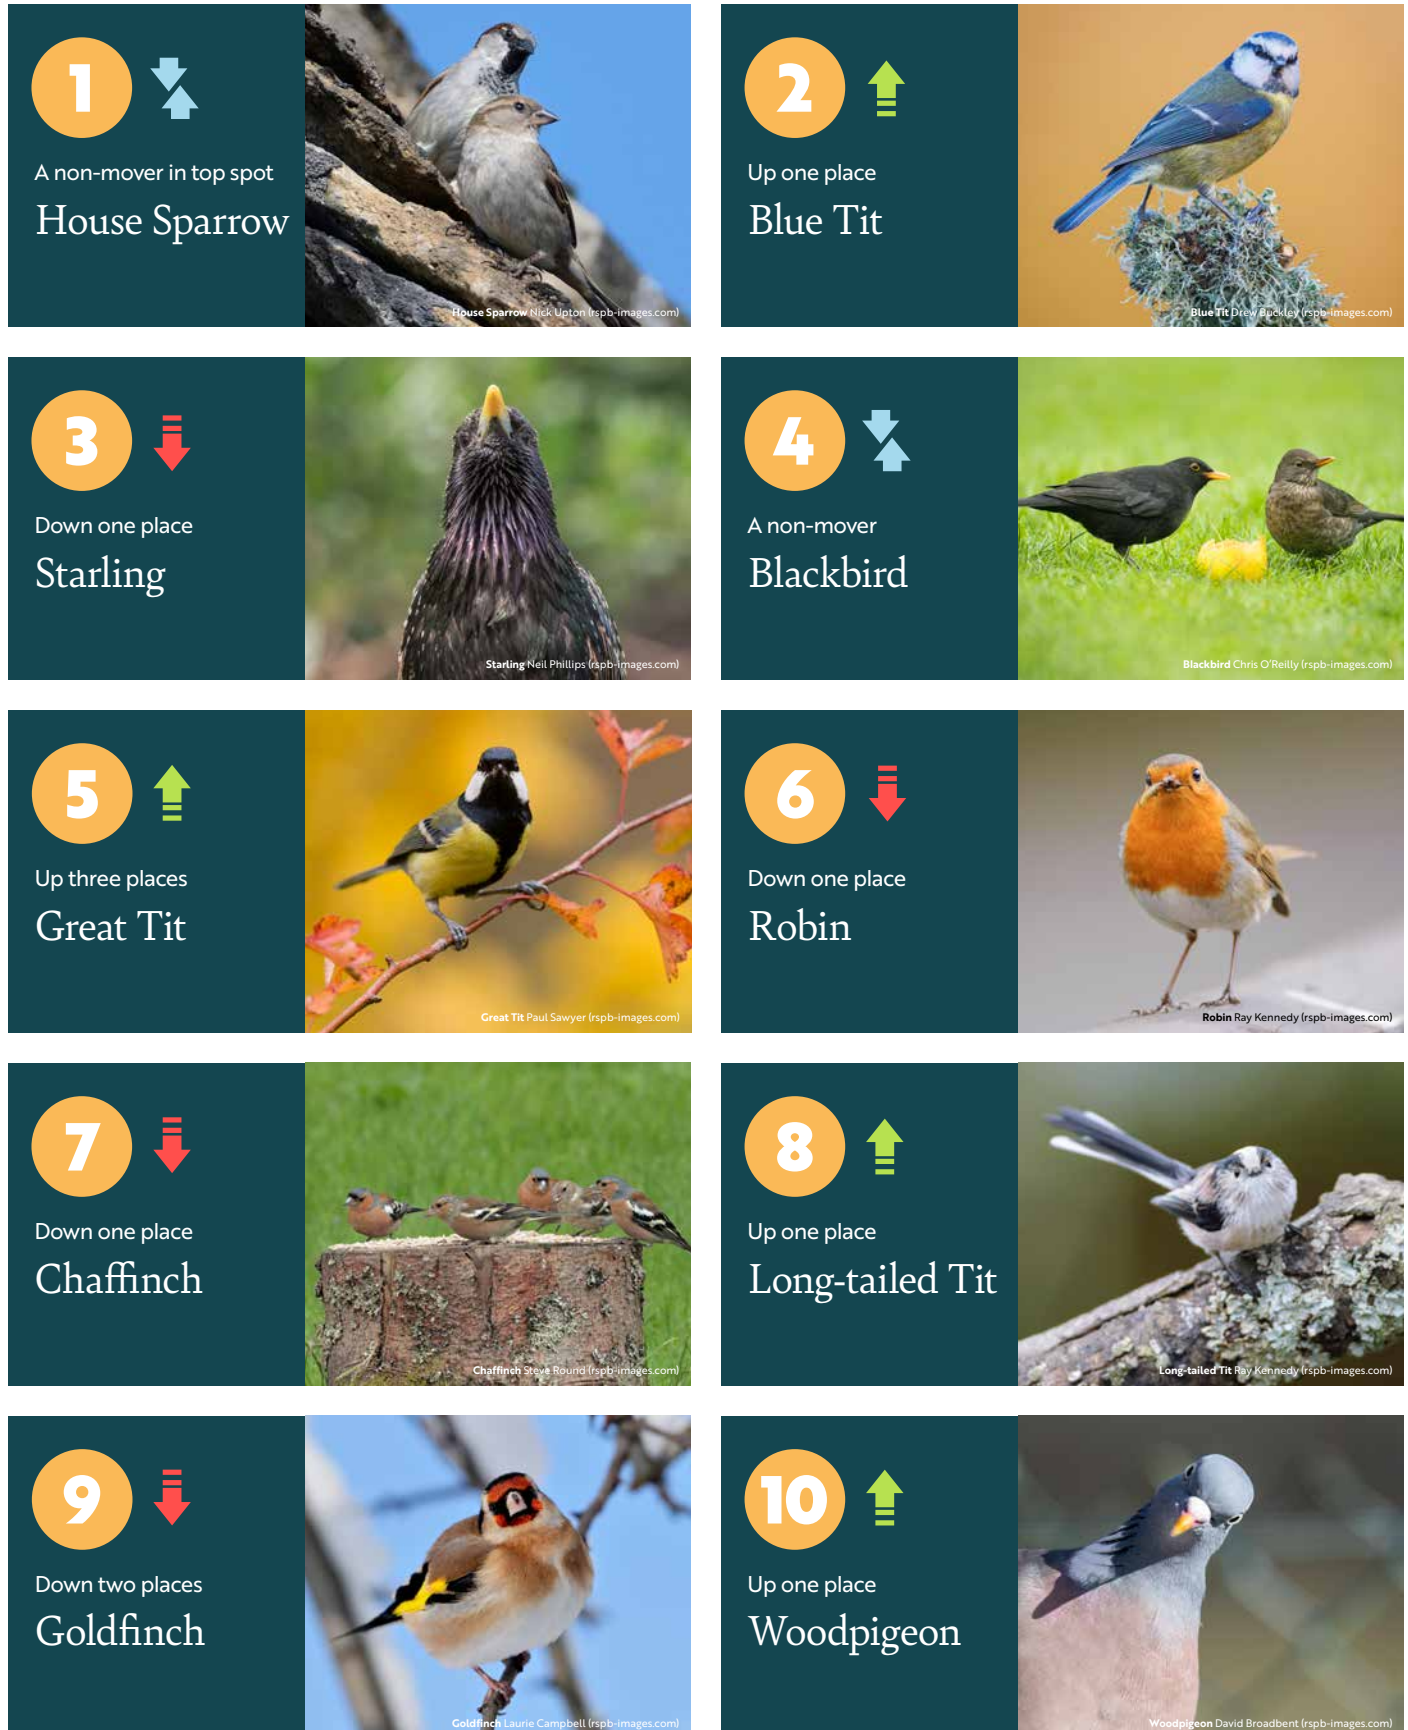 1
A non-mover in top spot
House Sparrow
House Sparrow Nick Upton (rspb-images.com)
2
Up one place
Blue Tit
Blue Tit Drew Buckley (rspb-images.com)
3
Down one place
Starling
Starling Neil Phillips (rspb-images.com)
4
A non-mover
Blackbird
Blackbird Chris O'Reilly (rspb-images.com)
5
Up three places
Great Tit
Great Tit Paul Sawyer (rspb-images.com)
6
Down one place
Robin
Robin Ray Kennedy (rspb-images.com)
7
Down one place
Chaffinch
Chaffinch Steve Round (rspb-images.com)
8
Up one place
Long-tailed Tit
Long-tailed Tit Ray Kennedy (rspb-images.com)
9
Down two places
Goldfinch
Goldfinch Laurie Campbell (rspb-images.com)
10
Up one place
Woodpigeon
Woodpigeon David Broadbent (rspb-images.com)